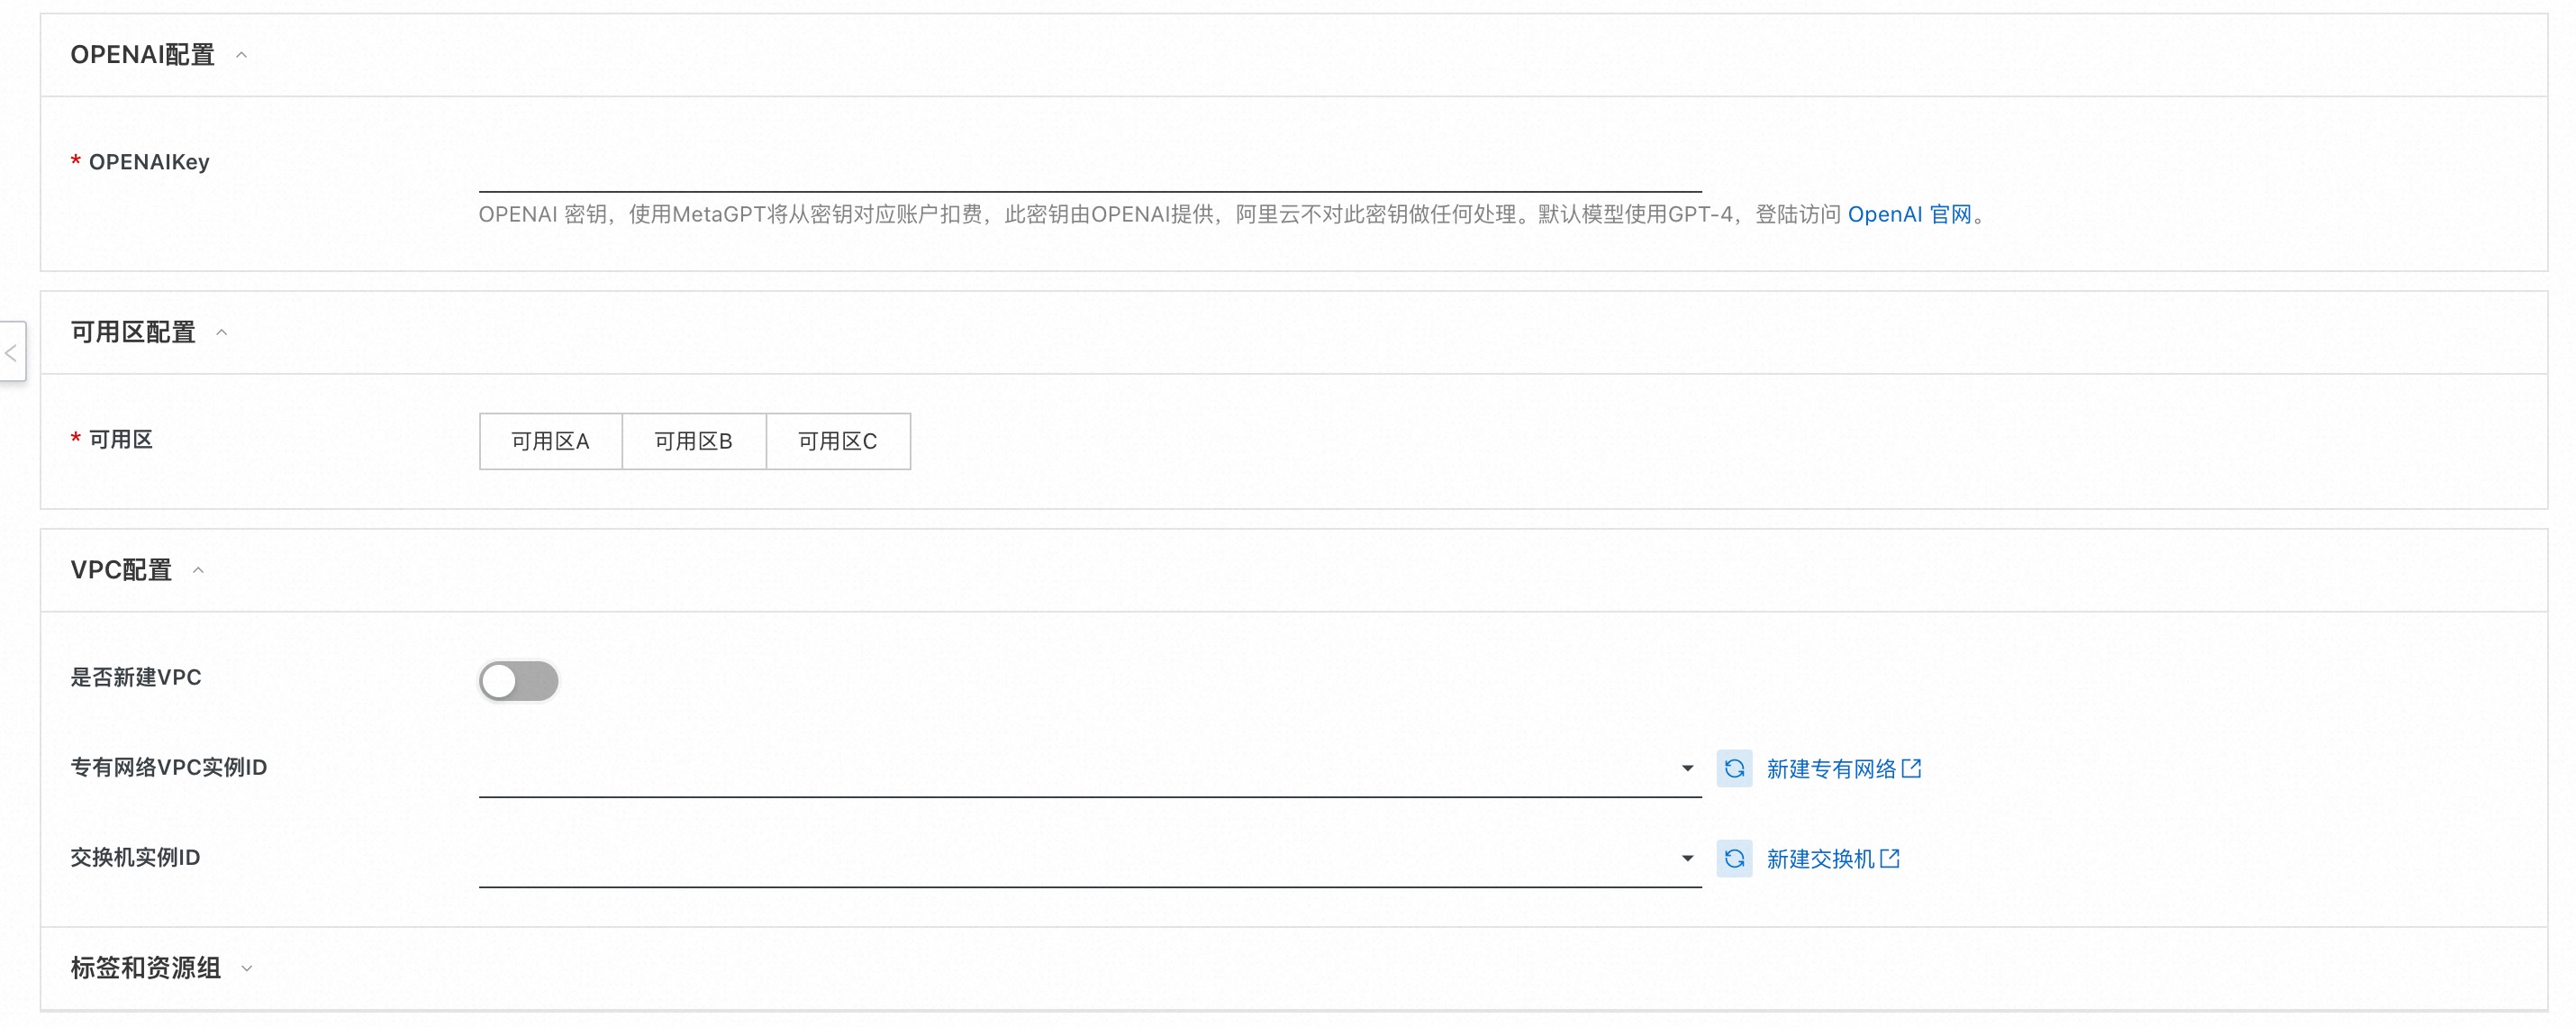 OPENAI配置
* OPENAIKey
OPENAI 密钥，使用MetaGPT将从密钥对应账户扣费，此密钥由OPENAI提供，阿里云不对此密钥做任何处理。默认模型使用GPT-4，登陆访问 OpenAI 官网。
可用区配置
* 可用区
可用区A 可用区B 可用区C
VPC配置
是否新建VPC
专有网络VPC实例ID 新建专有网络
交换机实例ID 新建交换机
标签和资源组